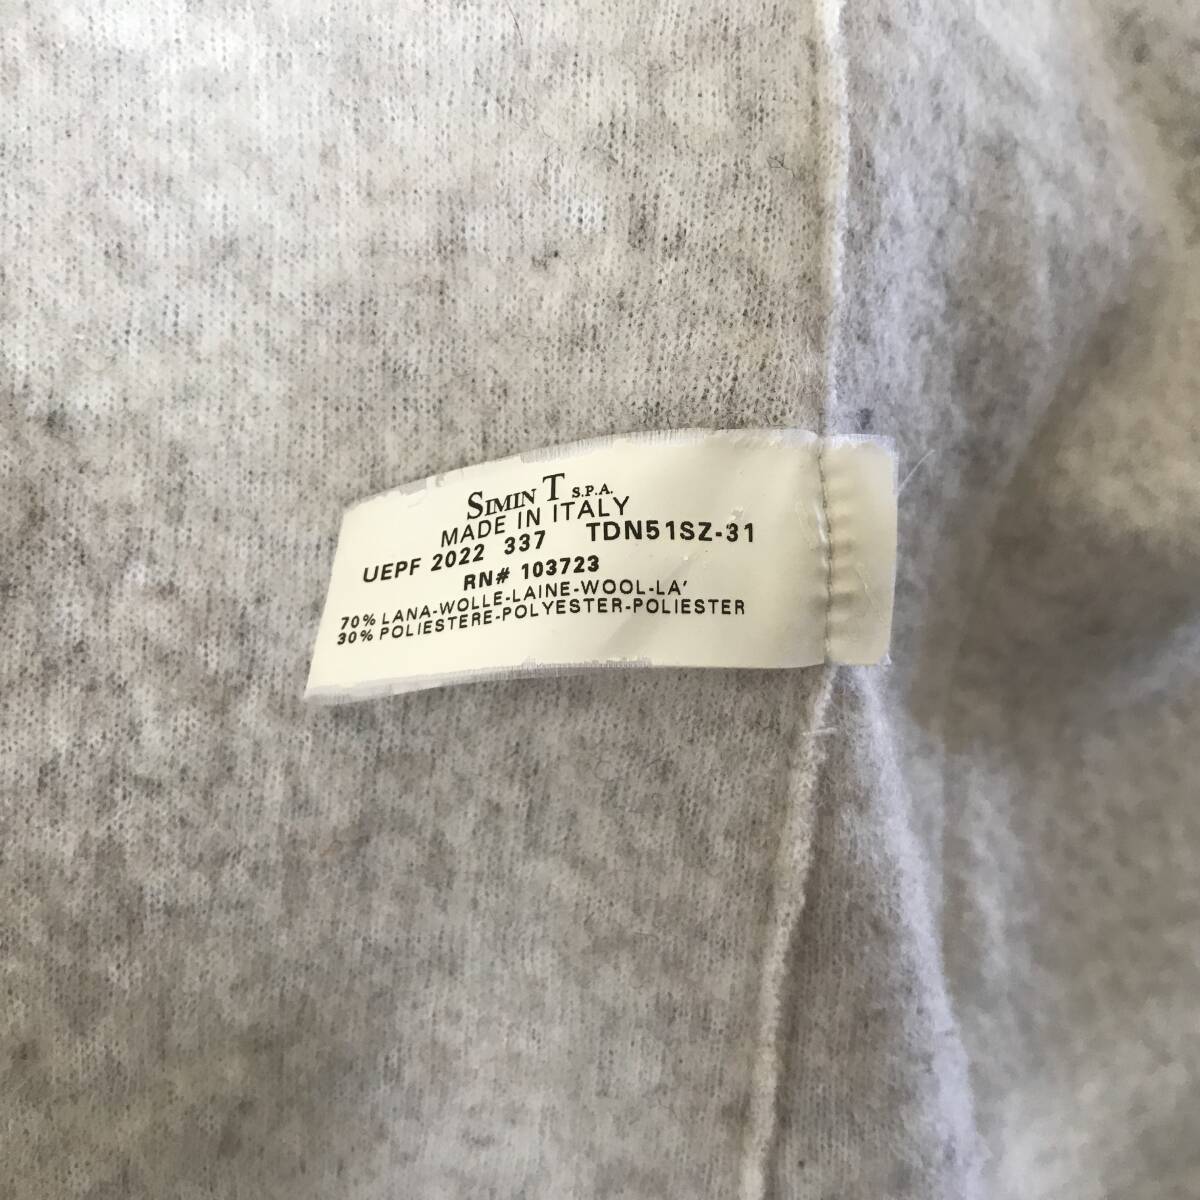 SIMIN T S.P.A.
MADE IN ITALY
UEPF 2022 337 TDN51SZ-31
RN# 103723
70% LANA-WOLLE-LAINE-WOOL-LA'
30% POLIESTERE-POLYESTER-POLIESTER